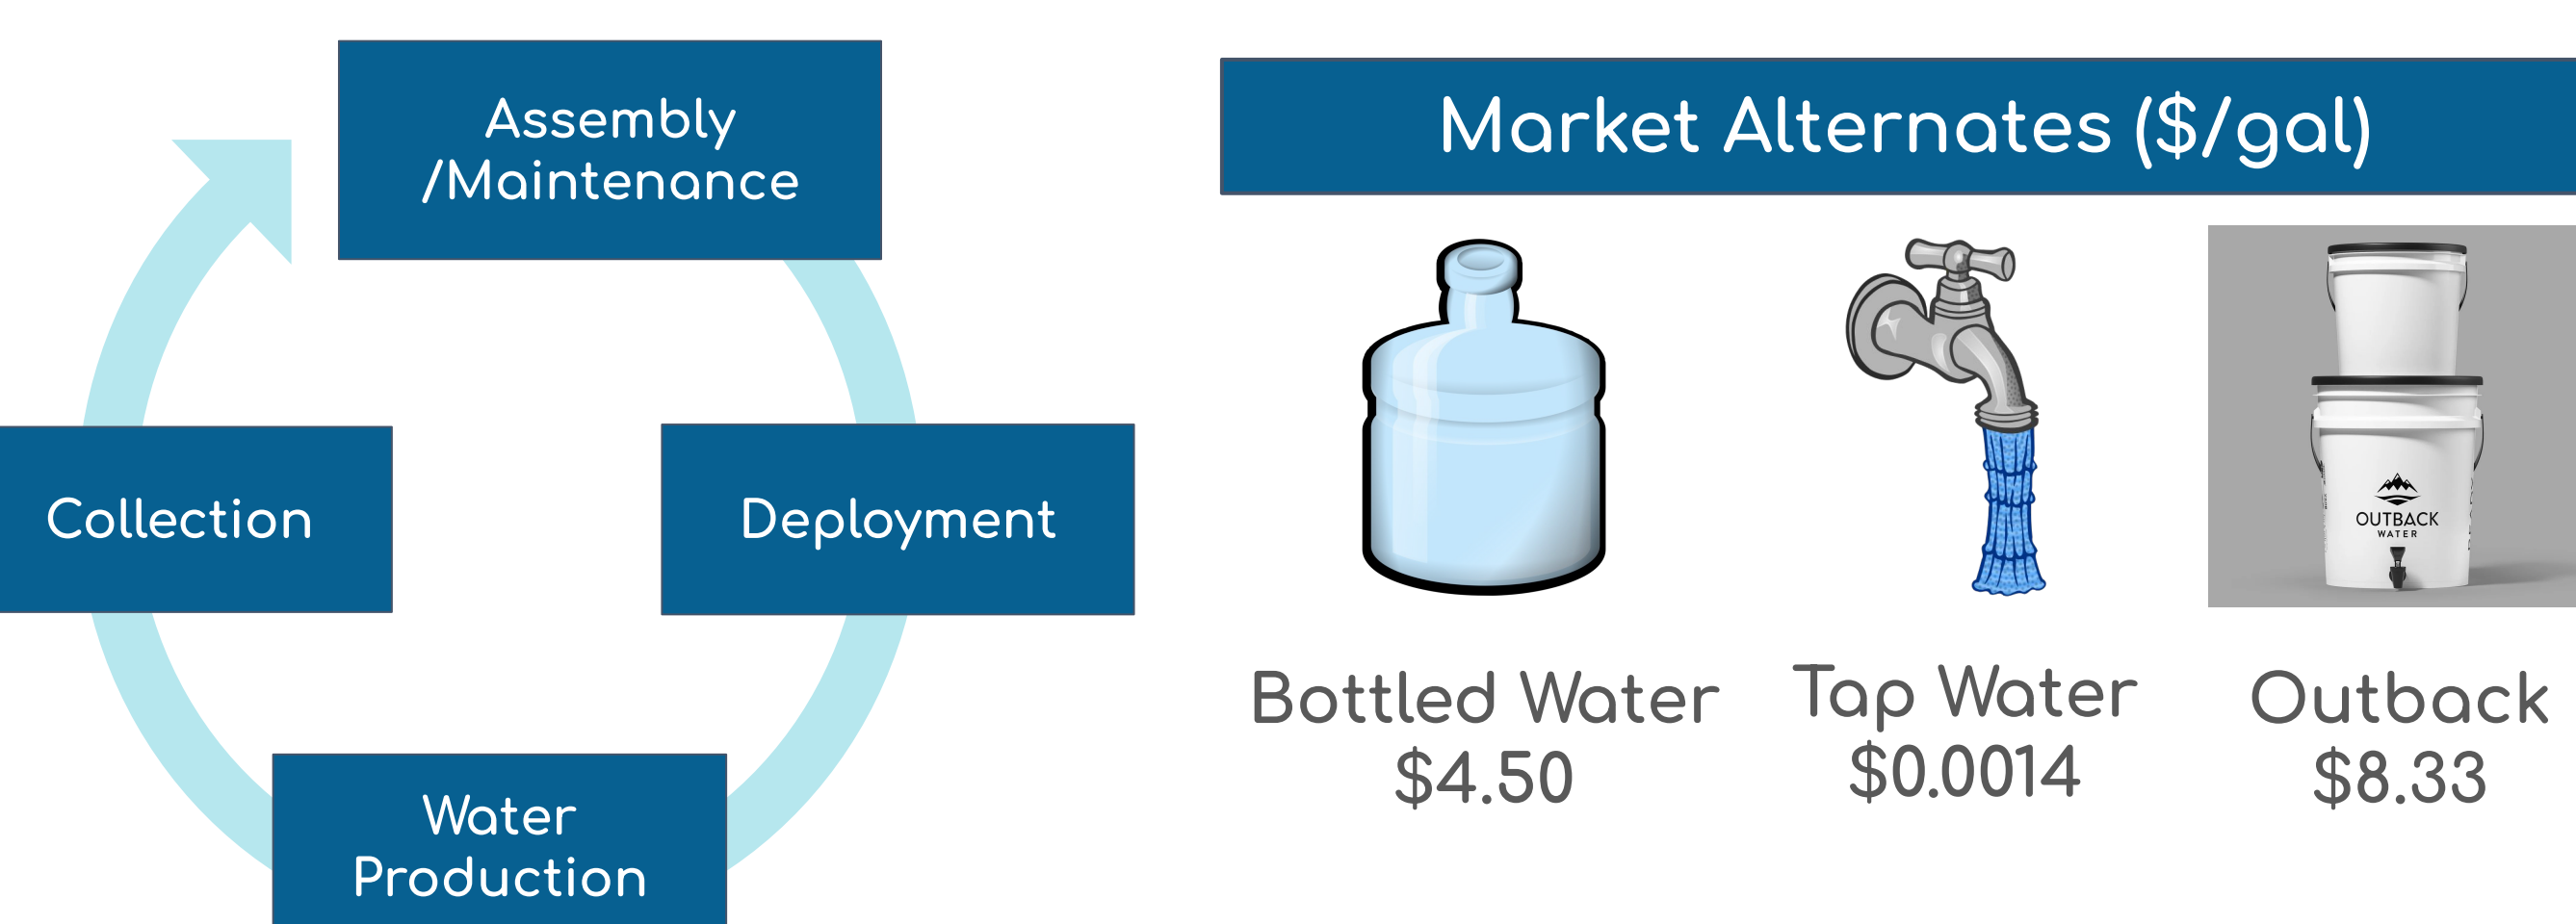 Assembly
/Maintenance
Collection
Deployment
Water
Production
Market Alternates ($/gal)
OUTBACK
WATER
Bottled Water
$4.50
Tap Water
$0.0014
Outback
$8.33